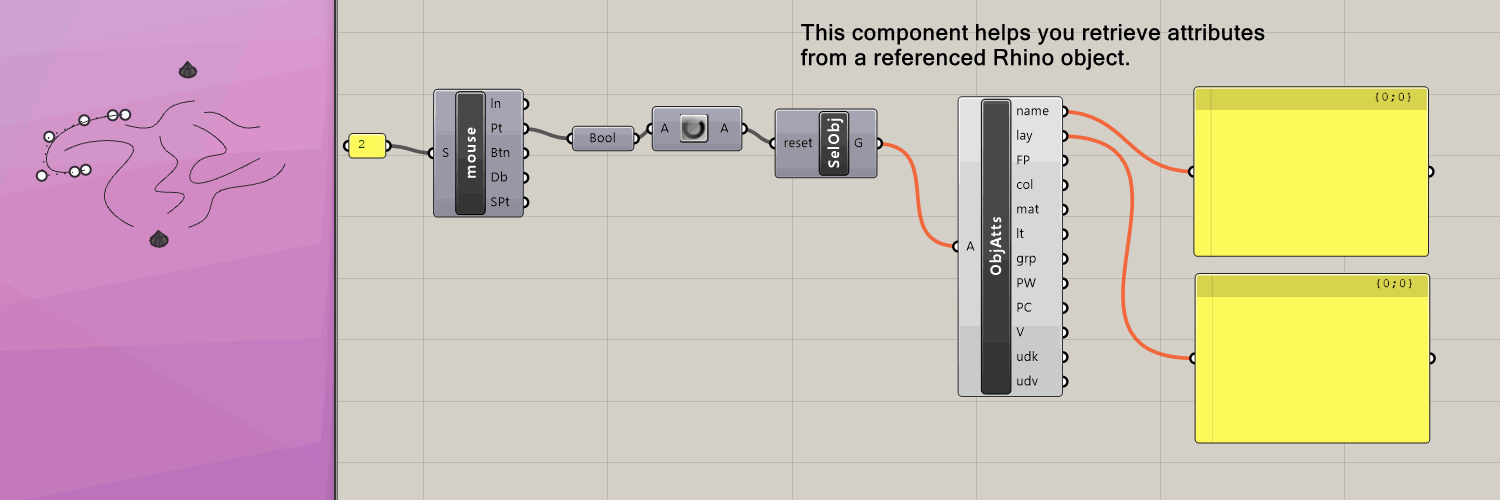 This component helps you retrieve attributes
from a referenced Rhino object.
2
S
mouse
In
Pt
Btn
Db
SPt
Bool
A
A
reset
SelObj
G
A
ObjAtts
name
lay
FP
col
mat
lt
grp
PW
PC
V
udk
udv
{0;0}
{0;0}